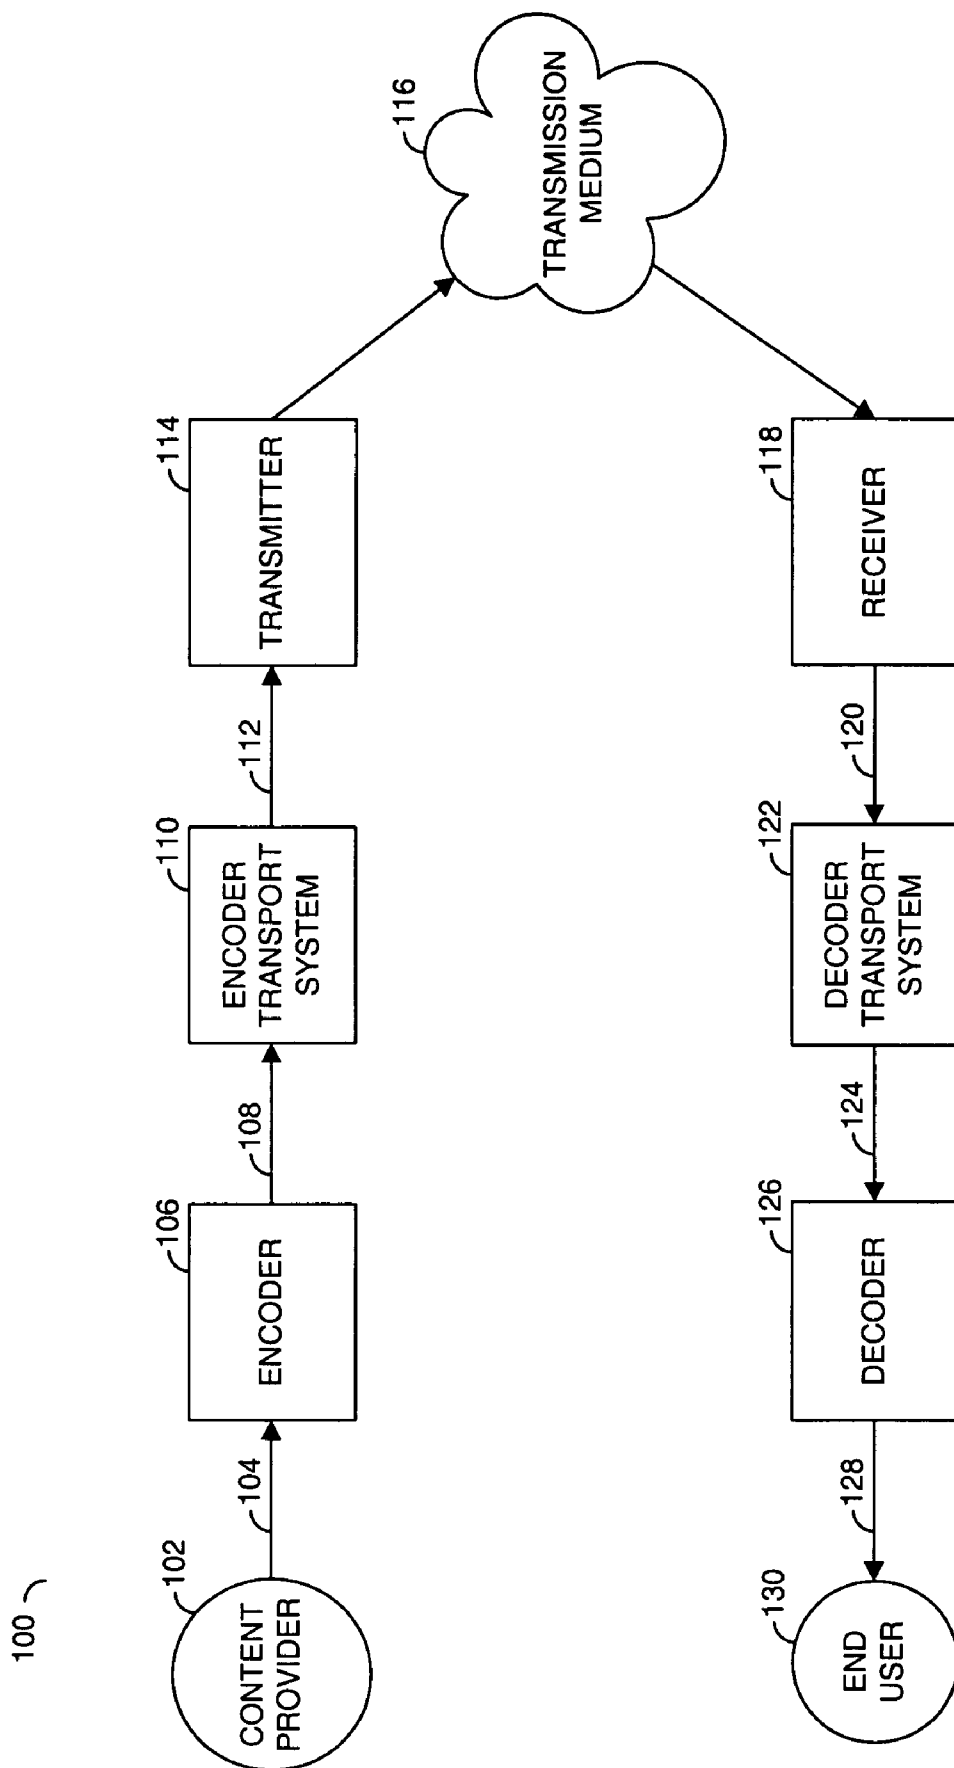 100
102
CONTENT
PROVIDER
104
106
ENCODER
108
110
ENCODER
TRANSPORT
SYSTEM
112
114
TRANSMITTER
116
TRANSMISSION
MEDIUM
118
RECEIVER
120
122
DECODER
TRANSPORT
SYSTEM
124
126
DECODER
128
130
END
USER